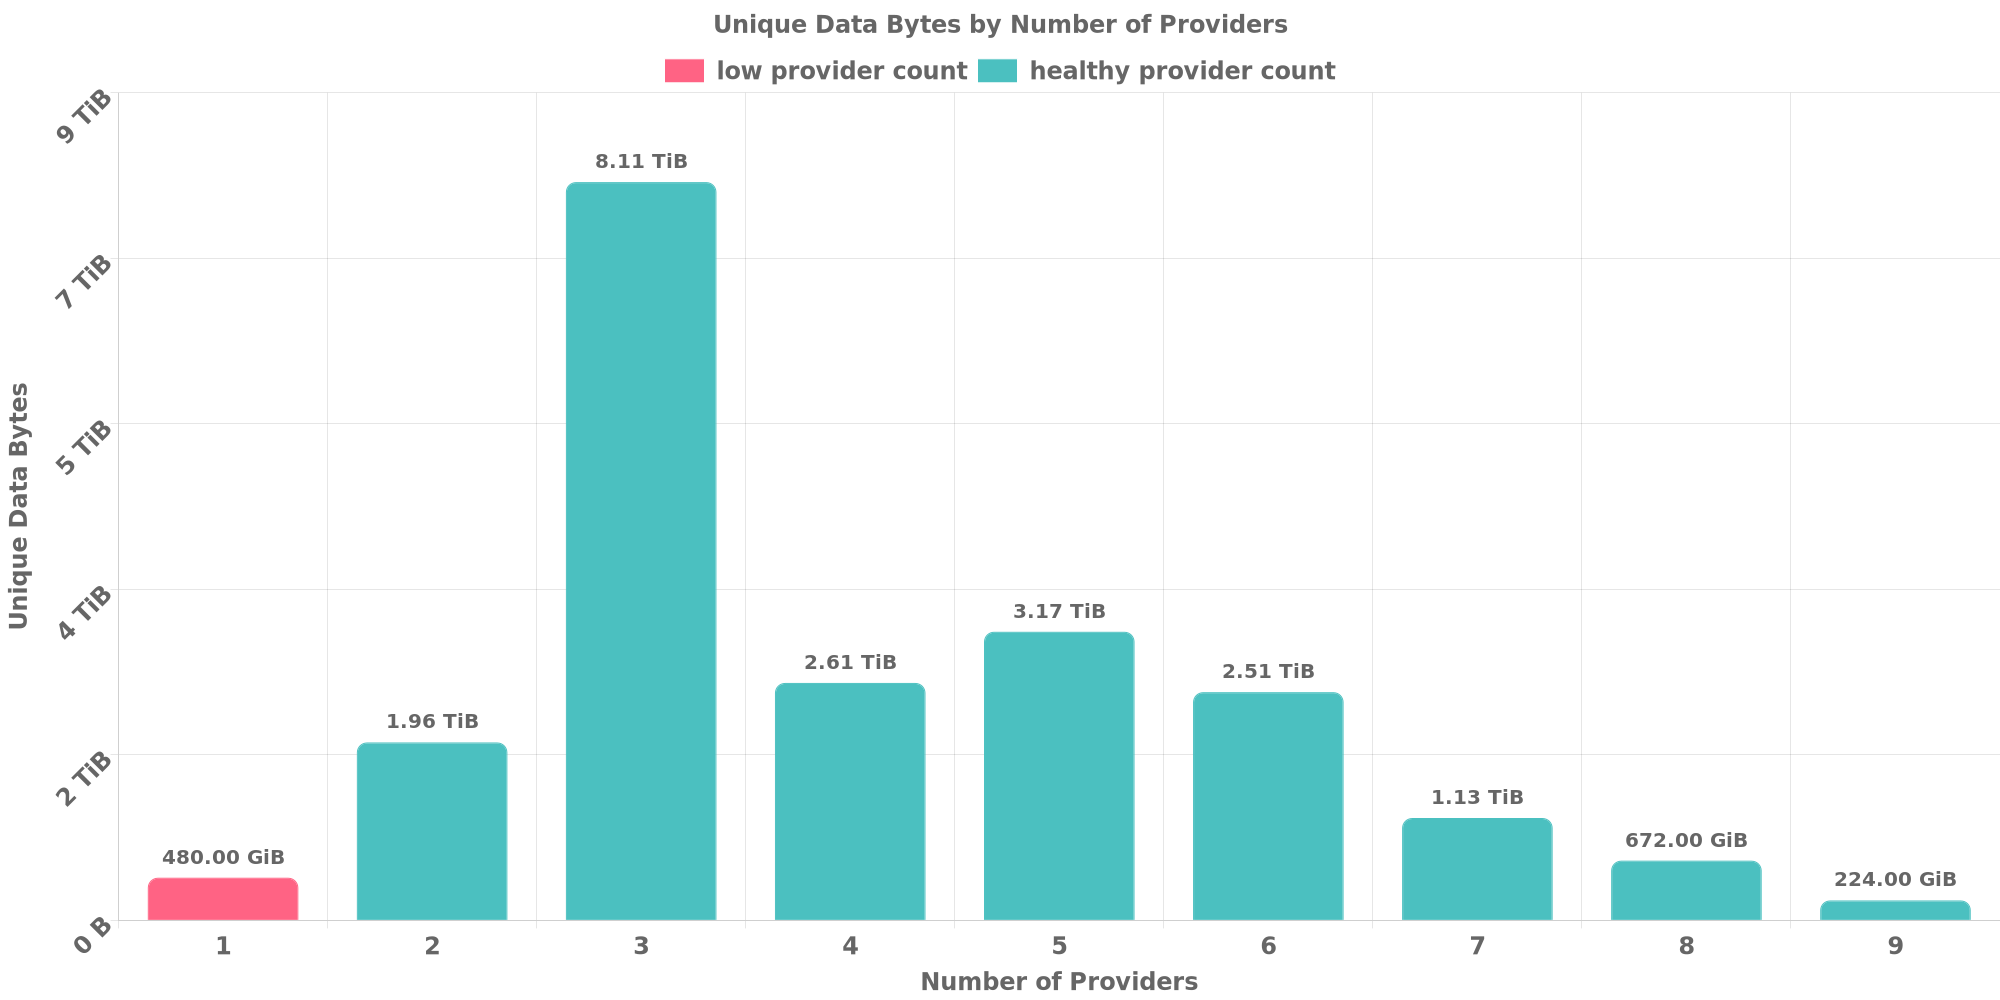 Unique Data Bytes by Number of Providers
low provider count healthy provider count
9 TiB
7 TiB
5 TiB
4 TiB
2 TiB
0 B
Unique Data Bytes
480.00 GiB
1.96 TiB
8.11 TiB
2.61 TiB
3.17 TiB
2.51 TiB
1.13 TiB
672.00 GiB
224.00 GiB
1 2 3 4 5 6 7 8 9
Number of Providers